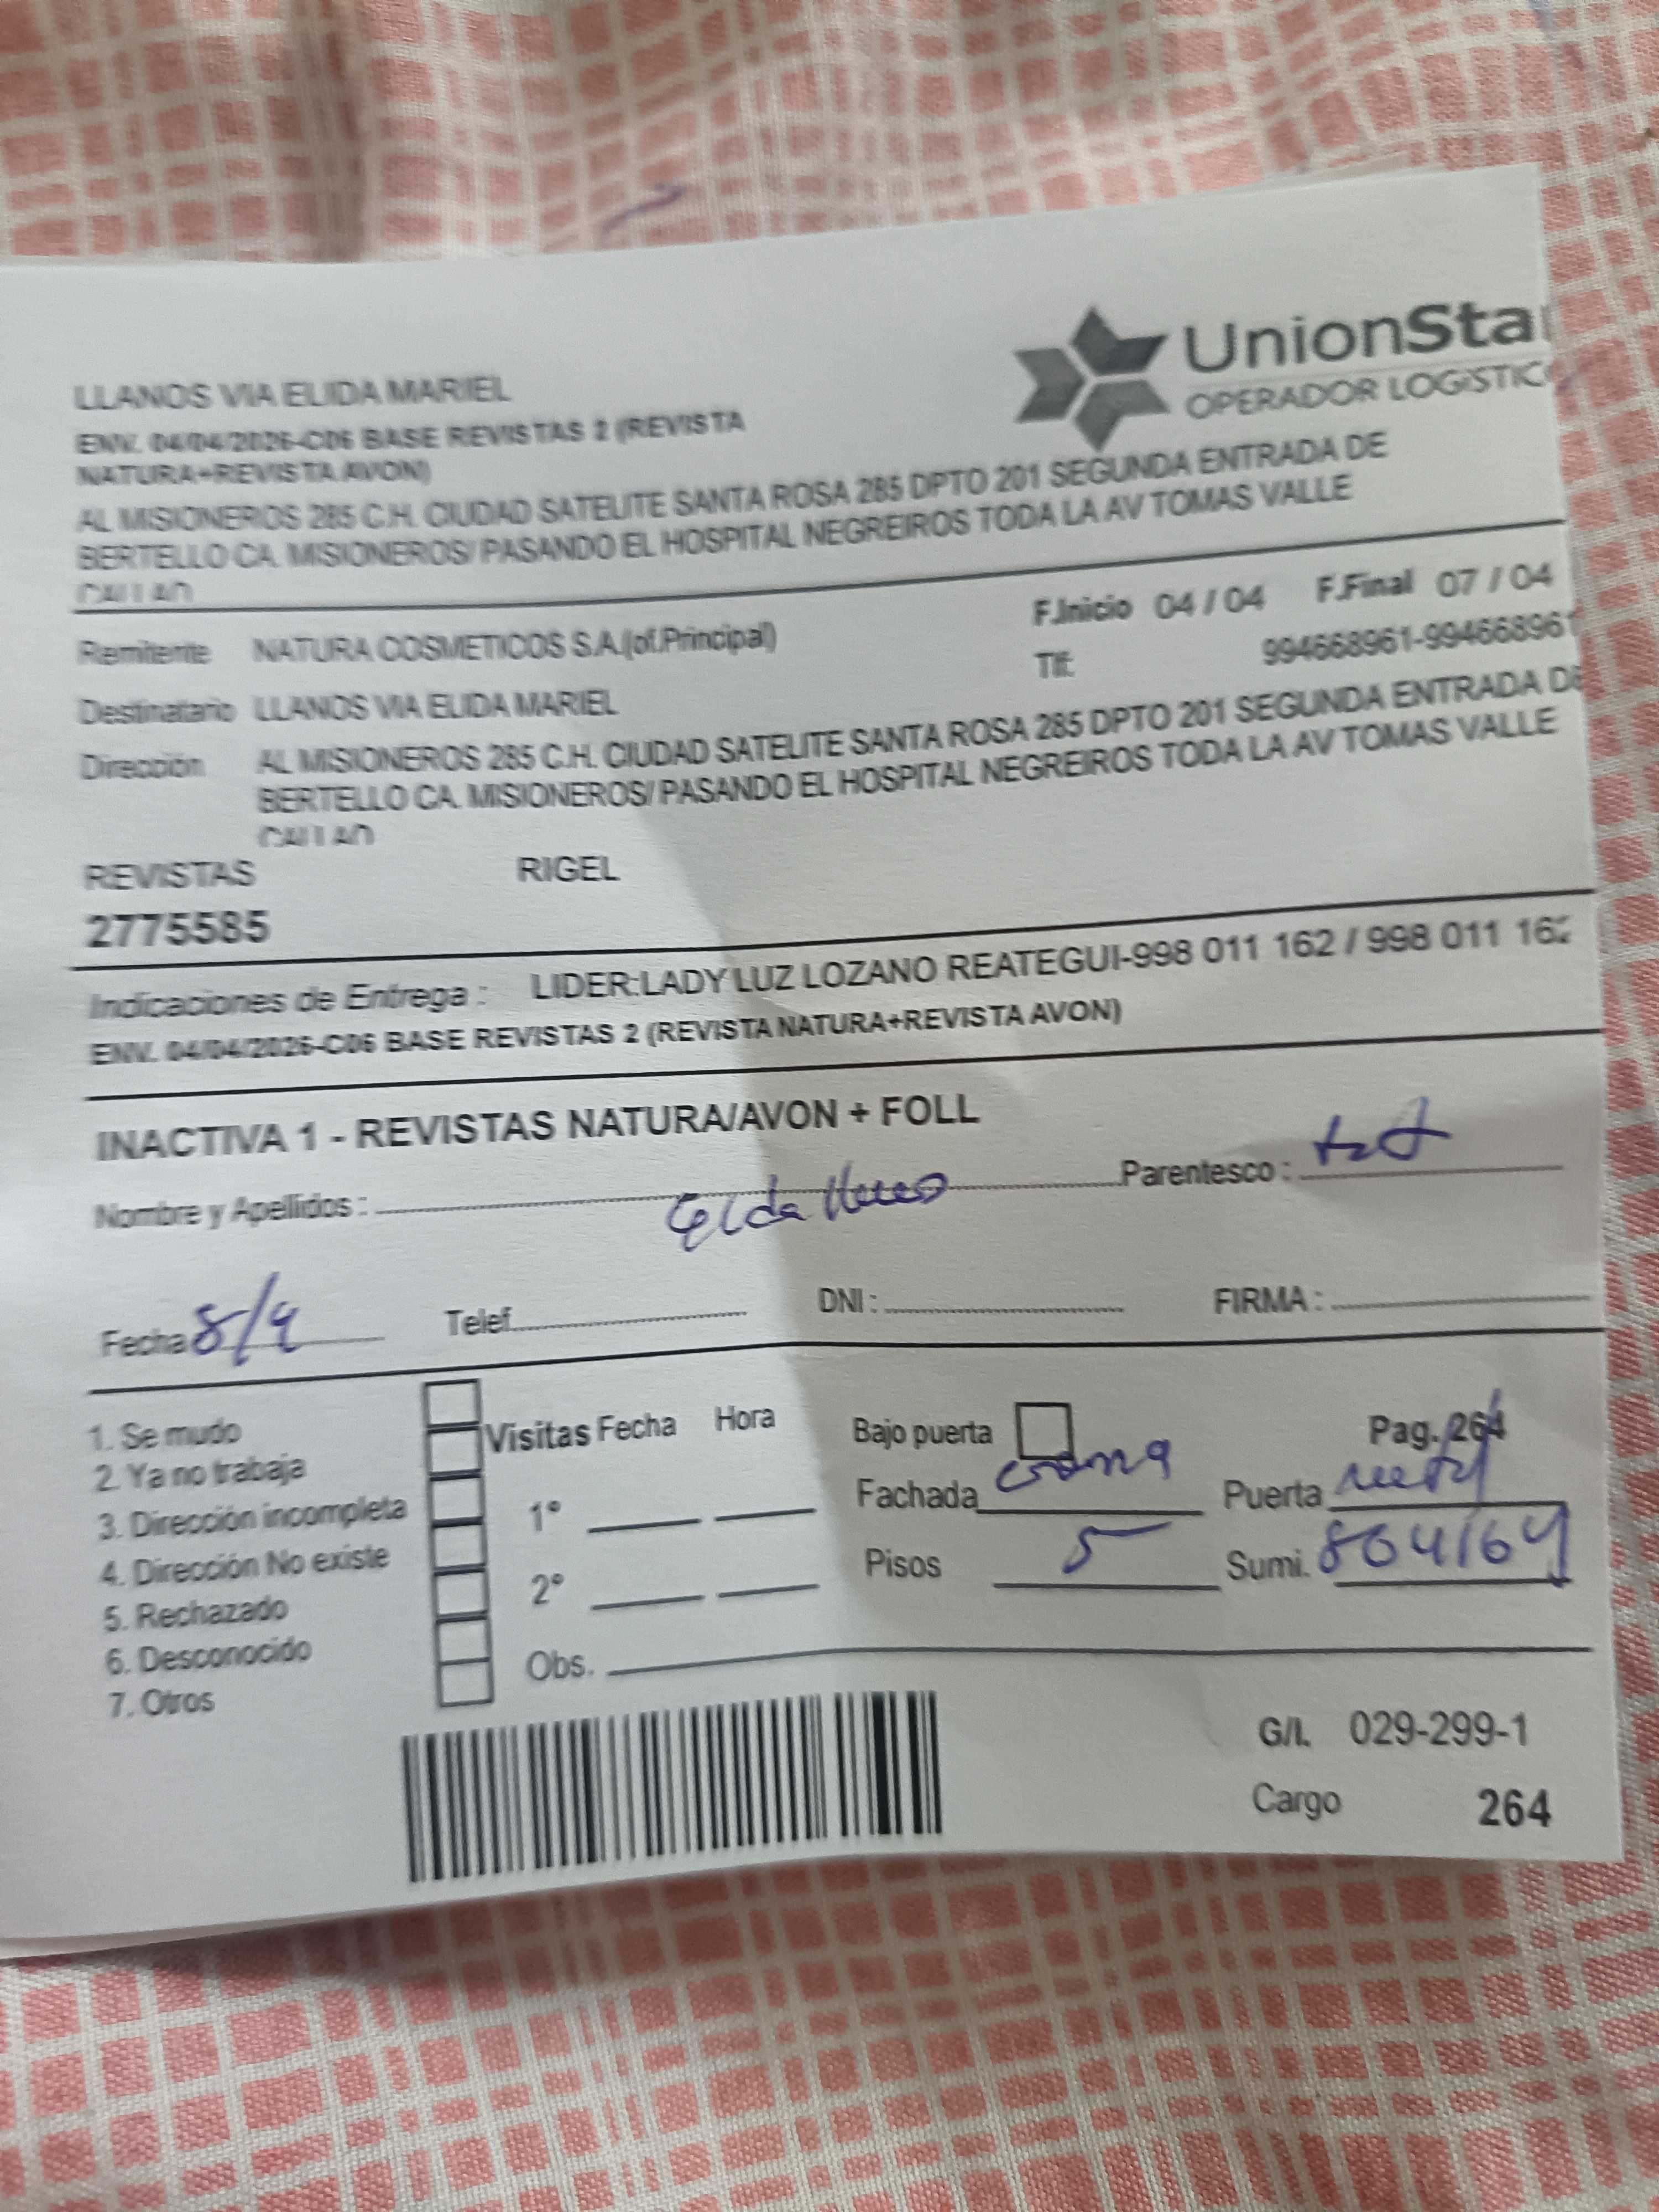 UnionSta
OPERADOR LOGISTIC
LLANOS VIA ELIDA MARIEL
ENV. 04/04/2026-C06 BASE REVISTAS 2 (REVISTA
NATURA+REVISTA AVON)
AL MISIONEROS 285 C.H. CIUDAD SATELITE SANTA ROSA 285 DPTO 201 SEGUNDA ENTRADA DE
BERTELLO CA. MISIONEROS/ PASANDO EL HOSPITAL NEGREIROS TODA LA AV TOMAS VALLE
CALLAO
F.Inicio 04 / 04 F.Final 07 / 04
Remitente NATURA COSMETICOS S.A.(of.Principal)
Tlf: 994668961-994668961
Destinatario LLANOS VIA ELIDA MARIEL
Dirección AL MISIONEROS 285 C.H. CIUDAD SATELITE SANTA ROSA 285 DPTO 201 SEGUNDA ENTRADA DE
BERTELLO CA. MISIONEROS/ PASANDO EL HOSPITAL NEGREIROS TODA LA AV TOMAS VALLE
CALLAO
REVISTAS RIGEL
2775585
Indicaciones de Entrega : LIDER:LADY LUZ LOZANO REATEGUI-998 011 162 / 998 011 162
ENV. 04/04/2026-C06 BASE REVISTAS 2 (REVISTA NATURA+REVISTA AVON)
INACTIVA 1 - REVISTAS NATURA/AVON + FOLL
Nombre y Apellidos : Parentesco :
Fecha 8/4 Telef. DNI : FIRMA :
1. Se mudo
2. Ya no trabaja
3. Dirección incompleta
4. Dirección No existe
5. Rechazado
6. Desconocido
7. Otros
Visitas Fecha Hora
1°
2°
Obs.
Bajo puerta Pag. 264
Fachada crema Puerta
Pisos 5 Sumi. 864164
G/I. 029-299-1
Cargo 264